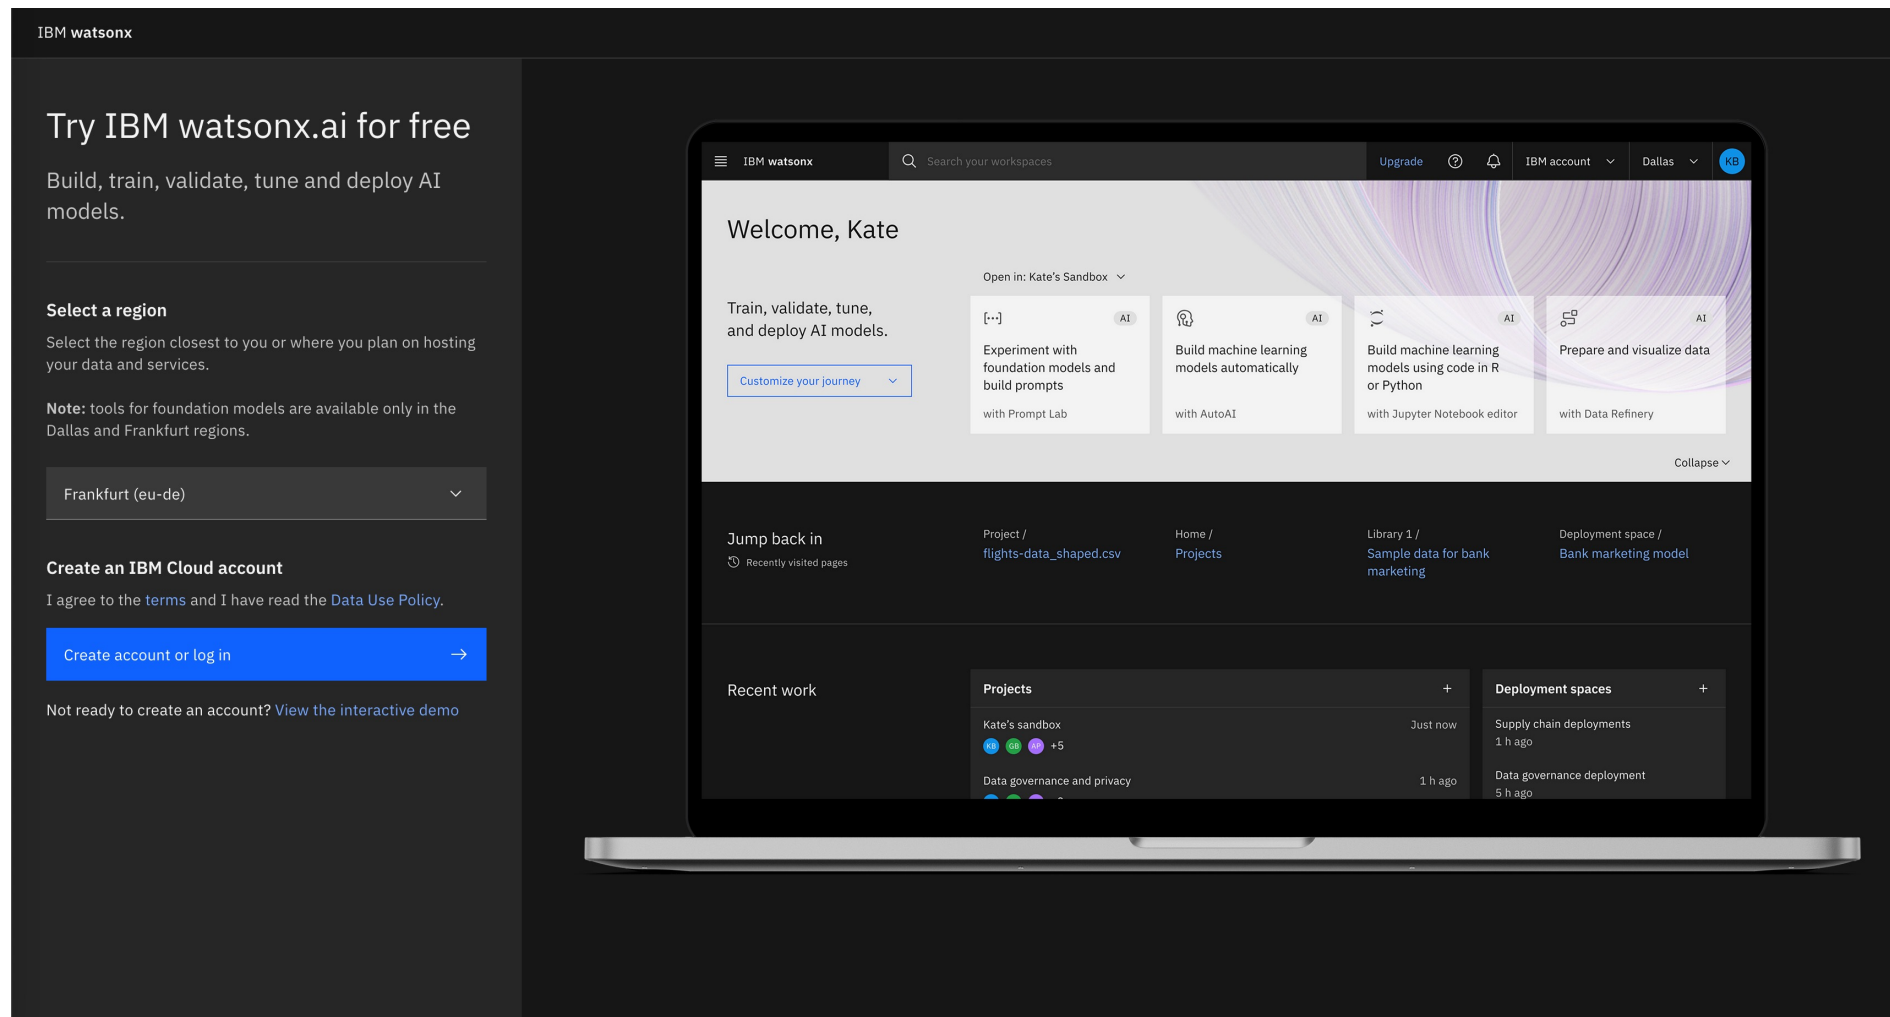 IBM watsonx
Try IBM watsonx.ai for free
Build, train, validate, tune and deploy AI
models.
Select a region
Select the region closest to you or where you plan on hosting
your data and services.
Note: tools for foundation models are available only in the
Dallas and Frankfurt regions.
Frankfurt (eu-de)
Create an IBM Cloud account
I agree to the terms and I have read the Data Use Policy.
Create account or log in
Not ready to create an account? View the interactive demo
IBM watsonx
Search your workspaces
Upgrade
IBM account
Dallas
KB
Welcome, Kate
Open in: Kate's Sandbox
Train, validate, tune,
and deploy AI models.
Customize your journey
AI
Experiment with
foundation models and
build prompts
with Prompt Lab
AI
Build machine learning
models automatically
with AutoAI
AI
Build machine learning
models using code in R
or Python
with Jupyter Notebook editor
AI
Prepare and visualize data
with Data Refinery
Collapse
Jump back in
Recently visited pages
Project /
flights-data_shaped.csv
Home /
Projects
Library 1 /
Sample data for bank
marketing
Deployment space /
Bank marketing model
Recent work
Projects +
Kate's sandbox Just now
KB GB AP +5
Data governance and privacy 1 h ago
Deployment spaces +
Supply chain deployments
1 h ago
Data governance deployment
5 h ago